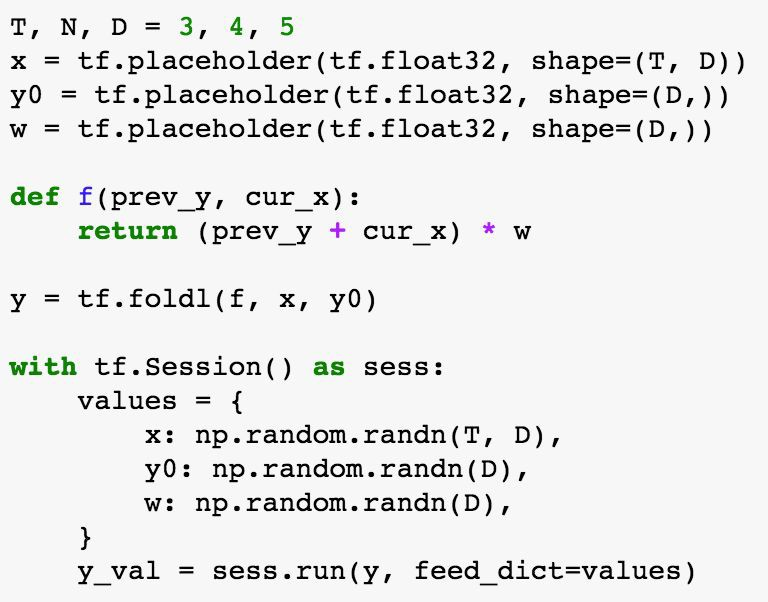 T, N, D = 3, 4, 5
x = tf.placeholder(tf.float32, shape=(T, D))
y0 = tf.placeholder(tf.float32, shape=(D,))
w = tf.placeholder(tf.float32, shape=(D,))
def f(prev_y, cur_x):
    return (prev_y + cur_x) * w
y = tf.foldl(f, x, y0)
with tf.Session() as sess:
    values = {
        x: np.random.randn(T, D),
        y0: np.random.randn(D),
        w: np.random.randn(D),
    }
    y_val = sess.run(y, feed_dict=values)